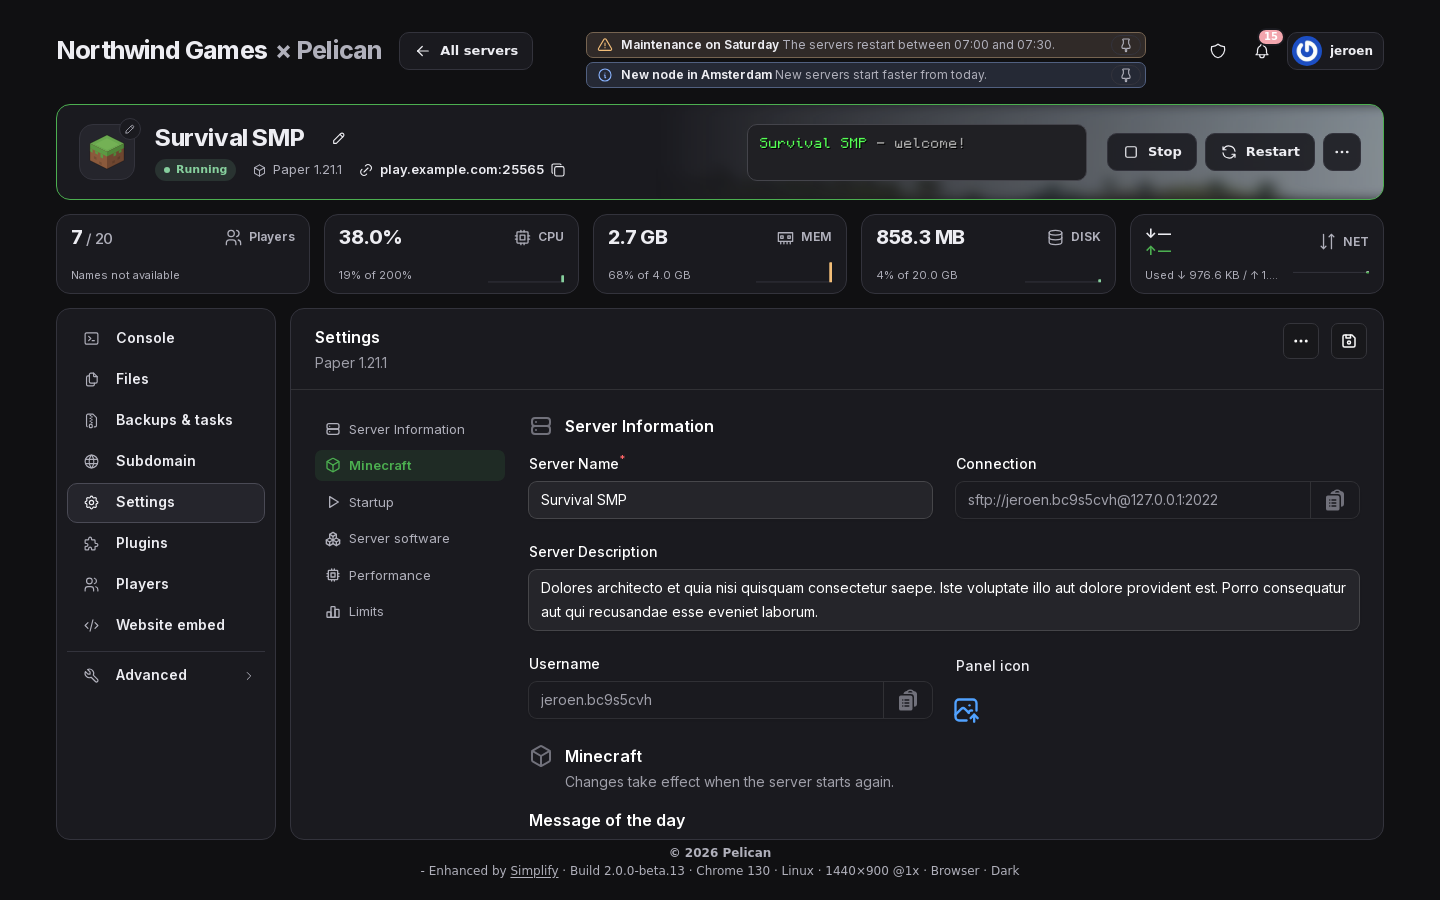 Northwind Games × Pelican
All servers
Maintenance on Saturday The servers restart between 07:00 and 07:30.
New node in Amsterdam New servers start faster from today.
15
jeroen
Survival SMP
Running
Paper 1.21.1
play.example.com:25565
Survival SMP - welcome!
Stop
Restart
7 / 20
Players
Names not available
38.0%
CPU
19% of 200%
2.7 GB
MEM
68% of 4.0 GB
858.3 MB
DISK
4% of 20.0 GB
↓—
↑—
NET
Used ↓ 976.6 KB / ↑ 1....
Console
Files
Backups & tasks
Subdomain
Settings
Plugins
Players
Website embed
Advanced
Settings
Paper 1.21.1
Server Information
Minecraft
Startup
Server software
Performance
Limits
Server Information
Server Name*
Survival SMP
Connection
sftp://jeroen.bc9s5cvh@127.0.0.1:2022
Server Description
Dolores architecto et quia nisi quisquam consectetur saepe. Iste voluptate illo aut dolore provident est. Porro consequatur
aut qui recusandae esse eveniet laborum.
Username
jeroen.bc9s5cvh
Panel icon
Minecraft
Changes take effect when the server starts again.
Message of the day
© 2026 Pelican
- Enhanced by Simplify · Build 2.0.0-beta.13 · Chrome 130 · Linux · 1440×900 @1x · Browser · Dark